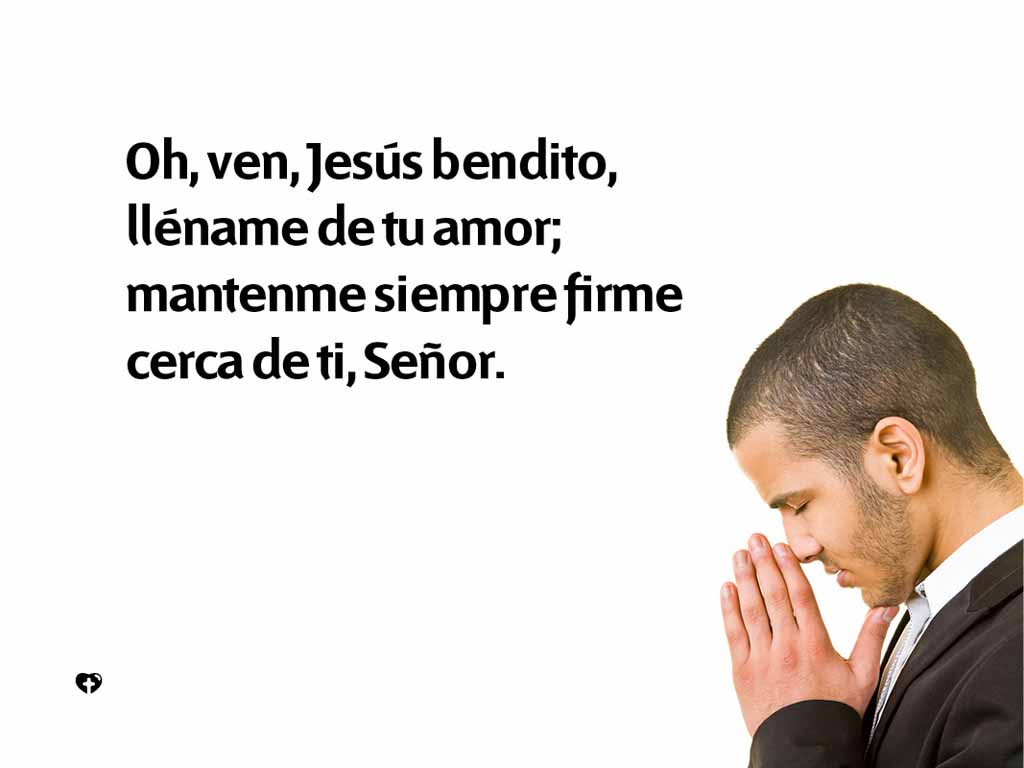 Oh, ven, Jesús bendito,
lléname de tu amor;
mantenme siempre firme
cerca de ti, Señor.